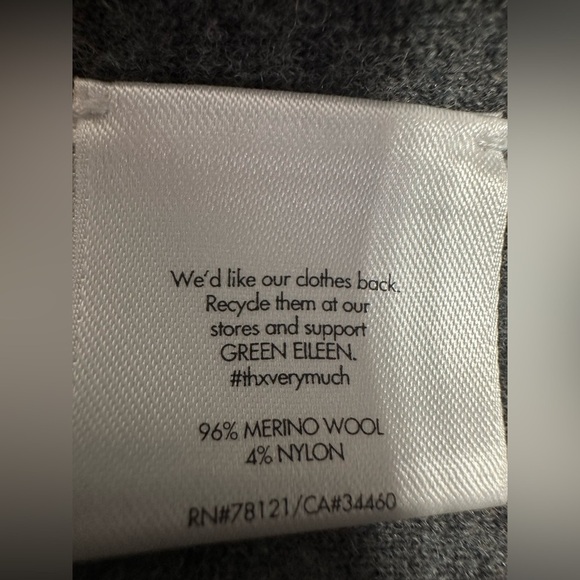 We'd like our clothes back.
Recycle them at our
stores and support
GREEN EILEEN.
#thxverymuch
96% MERINO WOOL
4% NYLON
RN#78121/CA#34460